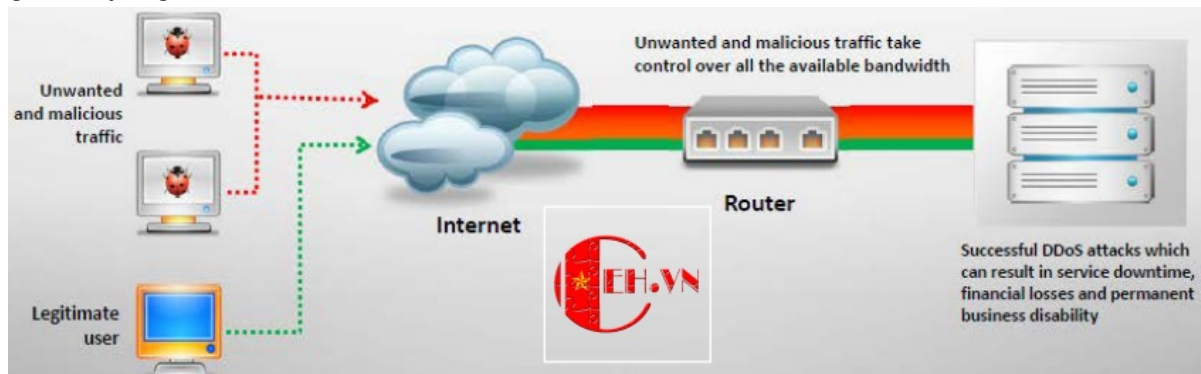 Unwanted
and malicious
traffic
Legitimate
user
Internet
CEH.VN
Unwanted and malicious traffic take
control over all the available bandwidth
Router
Successful DDoS attacks which
can result in service downtime,
financial losses and permanent
business disability